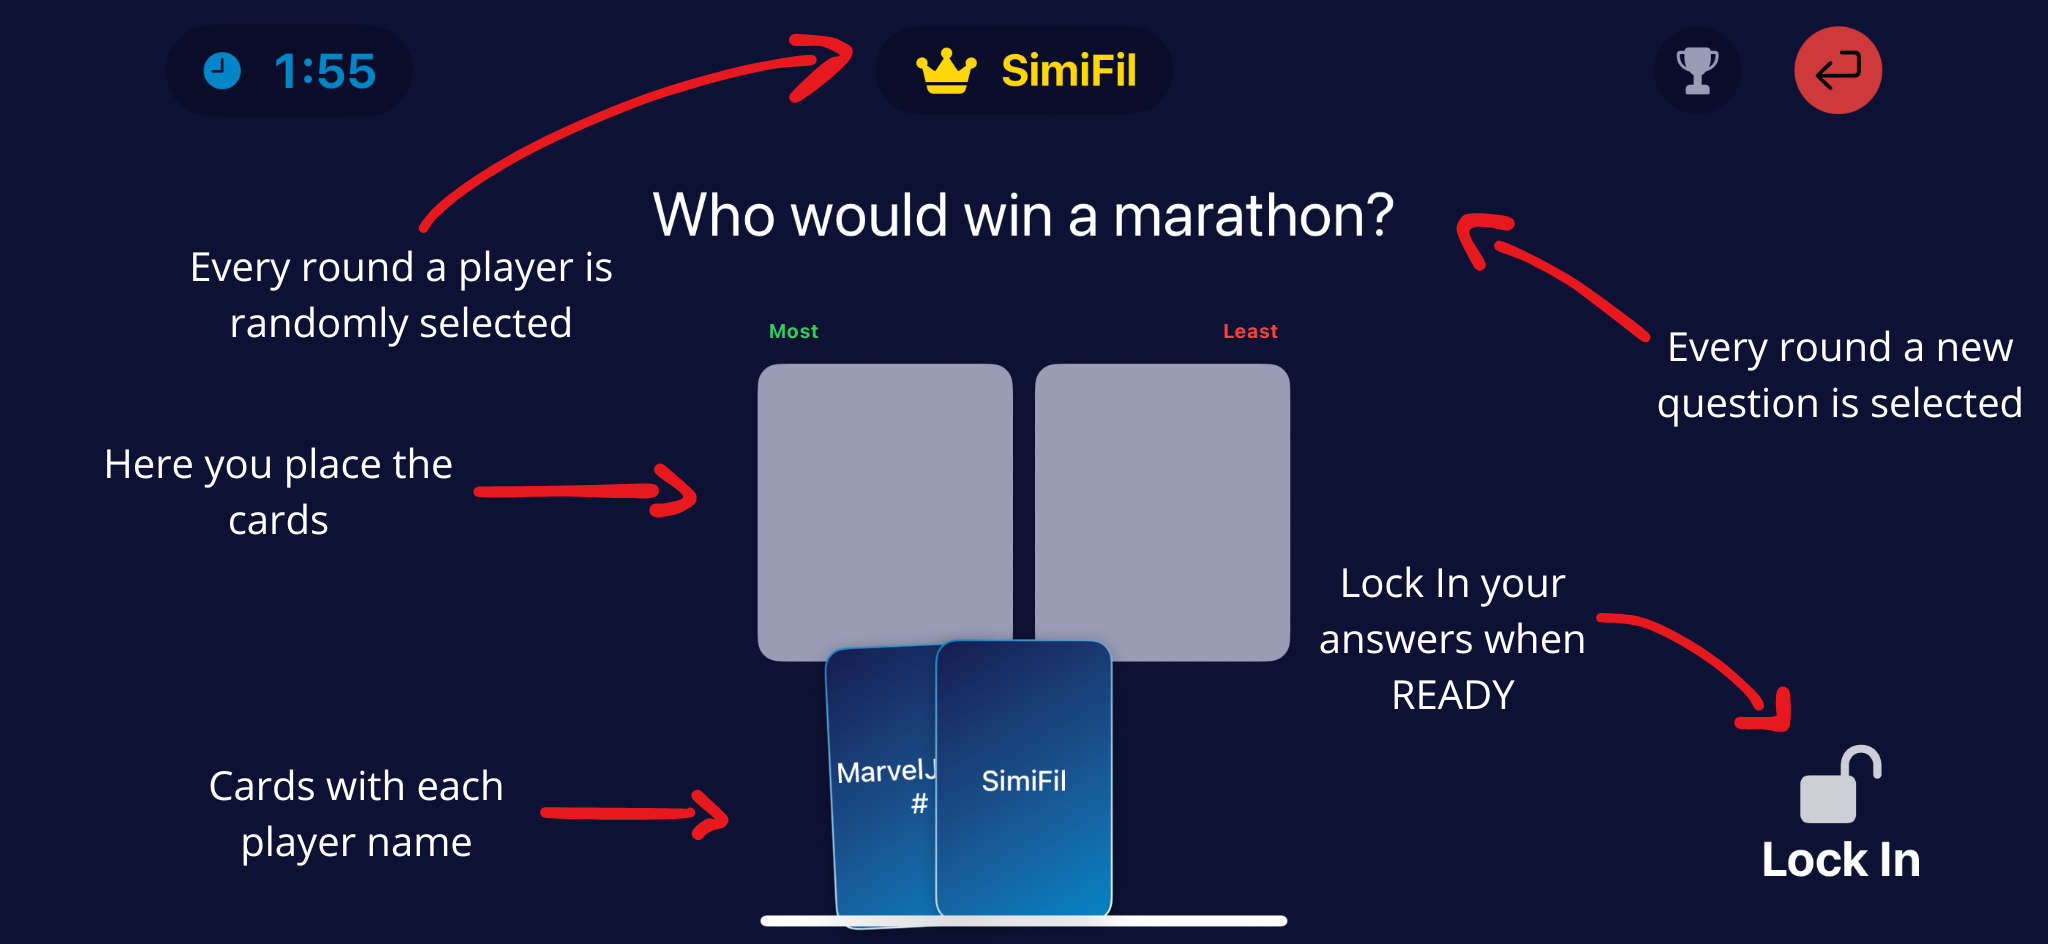 1:55
SimiFil
Who would win a marathon?
Every round a player is
randomly selected
Most
Least
Every round a new
question is selected
Here you place the
cards
Lock In your
answers when
READY
Cards with each
player name
#
SimiFil
Lock In